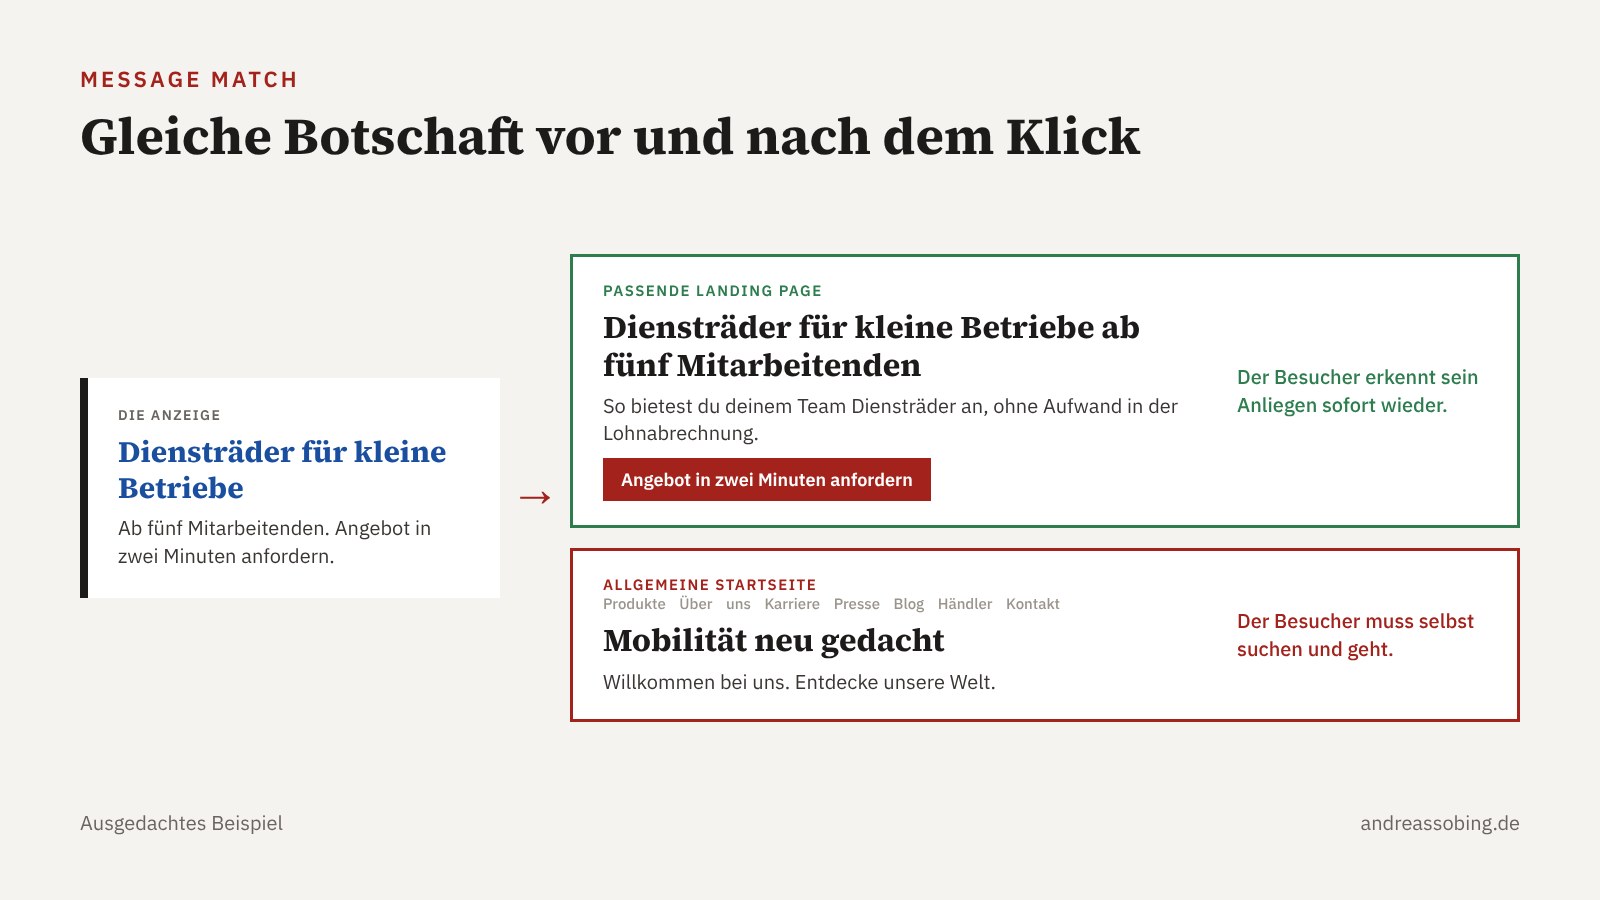 MESSAGE MATCH
Gleiche Botschaft vor und nach dem Klick
DIE ANZEIGE
Diensträder für kleine
Betriebe
Ab fünf Mitarbeitenden. Angebot in
zwei Minuten anfordern.
→
PASSENDE LANDING PAGE
Diensträder für kleine Betriebe ab
fünf Mitarbeitenden
So bietest du deinem Team Diensträder an, ohne Aufwand in der
Lohnabrechnung.
Angebot in zwei Minuten anfordern
Der Besucher erkennt sein
Anliegen sofort wieder.
ALLGEMEINE STARTSEITE
Produkte Über uns Karriere Presse Blog Händler Kontakt
Mobilität neu gedacht
Willkommen bei uns. Entdecke unsere Welt.
Der Besucher muss selbst
suchen und geht.
Ausgedachtes Beispiel
andreassobing.de